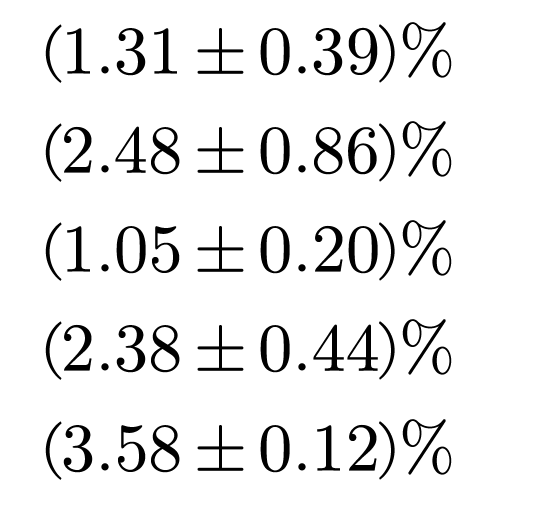 (1.31 ± 0.39)%
(2.48 ± 0.86)%
(1.05 ± 0.20)%
(2.38 ± 0.44)%
(3.58 ± 0.12)%